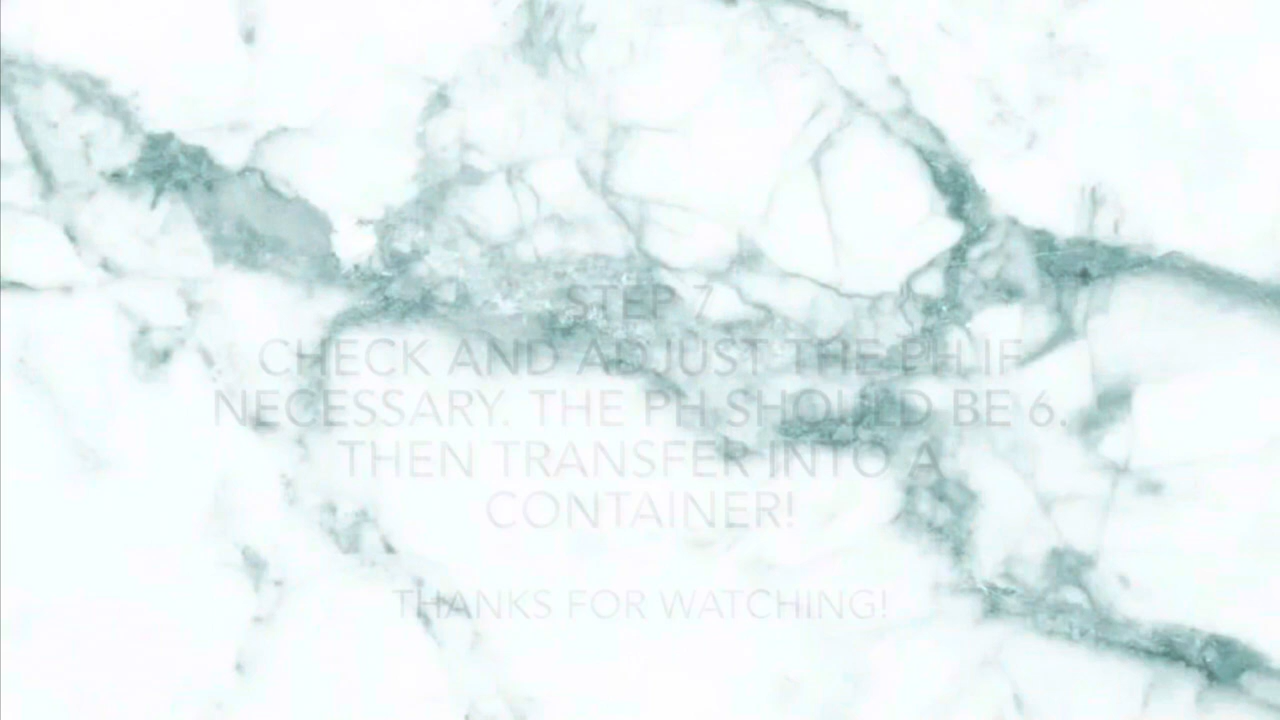 STEP 7
CHECK AND ADJUST THE PH IF
NECESSARY. THE PH SHOULD BE 6.
THEN TRANSFER INTO A
CONTAINER!
THANKS FOR WATCHING!